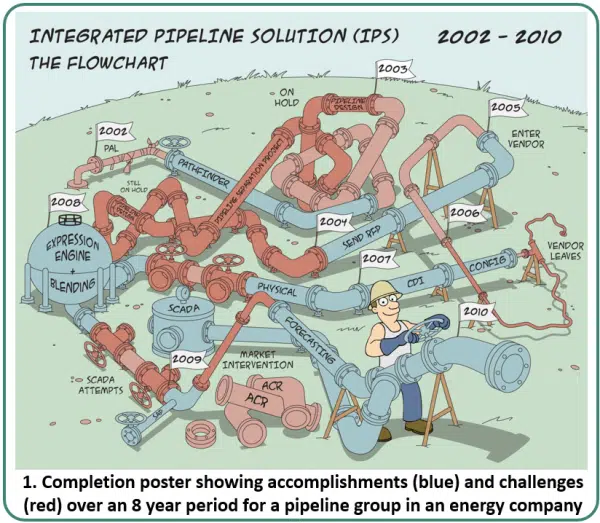 INTEGRATED PIPELINE SOLUTION (IPS) 2002 - 2010
THE FLOWCHART
2003
ON
HOLD
PIPELINE
DESIGN
2005
ENTER
VENDOR
2002
PAL
PATHFINDER
STILL
ON HOLD
PIPELINE SEPARATION PROJECT
2008
2004
SEND RFP
2006
EXPRESSION
ENGINE
+
BLENDING
2007
VENDOR
LEAVES
PHYSICAL
CDI
CONFIG
SCADA
FORECASTING
2010
2009
MARKET
INTERVENTION
SCADA
ATTEMPTS
ACR
ACR
1. Completion poster showing accomplishments (blue) and challenges
(red) over an 8 year period for a pipeline group in an energy company